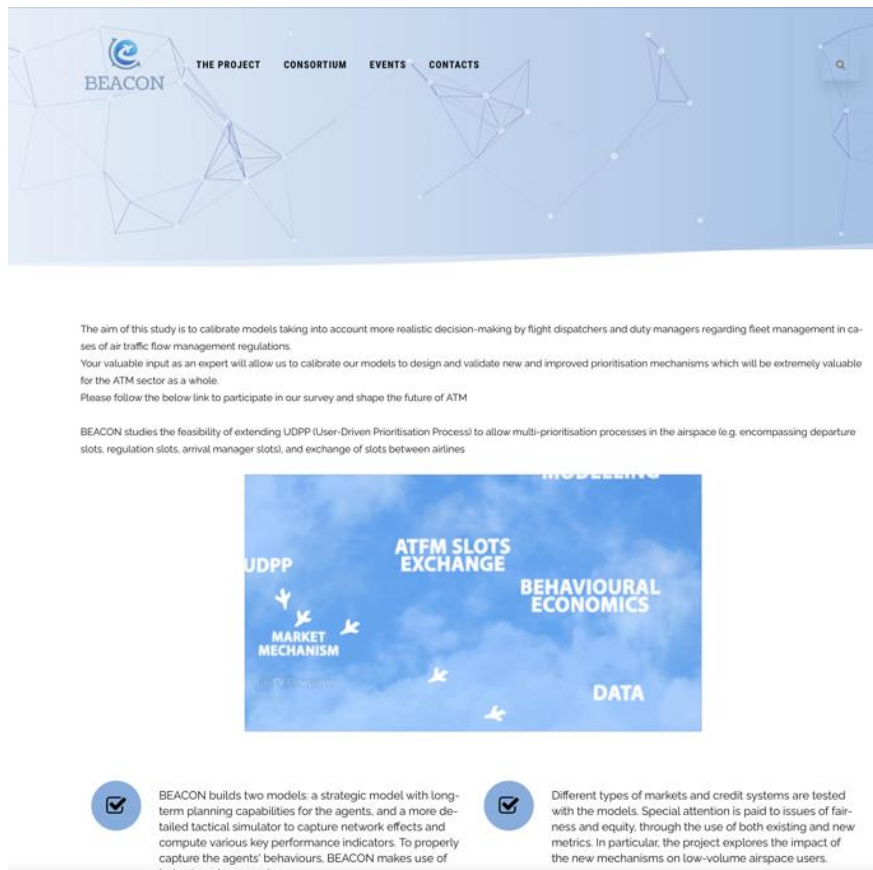 BEACON
THE PROJECT CONSORTIUM EVENTS CONTACTS
The aim of this study is to calibrate models taking into account more realistic decision-making by flight dispatchers and duty managers regarding fleet management in ca-
ses of air traffic flow management regulations.
Your valuable input as an expert will allow us to calibrate our models to design and validate new and improved prioritisation mechanisms which will be extremely valuable
for the ATM sector as a whole.
Please follow the below link to participate in our survey and shape the future of ATM
BEACON studies the feasibility of extending UDPP (User-Driven Prioritisation Process) to allow multi-prioritisation processes in the airspace (e.g. encompassing departure
slots, regulation slots, arrival manager slots), and exchange of slots between airlines
MODELLING
ATFM SLOTS
EXCHANGE
UDPP
BEHAVIOURAL
ECONOMICS
MARKET
MECHANISM
DATA
BEACON builds two models: a strategic model with long-
term planning capabilities for the agents, and a more de-
tailed tactical simulator to capture network effects and
compute various key performance indicators. To properly
capture the agents' behaviours, BEACON makes use of
Different types of markets and credit systems are tested
with the models. Special attention is paid to issues of fair-
ness and equity, through the use of both existing and new
metrics. In particular, the project explores the impact of
the new mechanisms on low-volume airspace users.